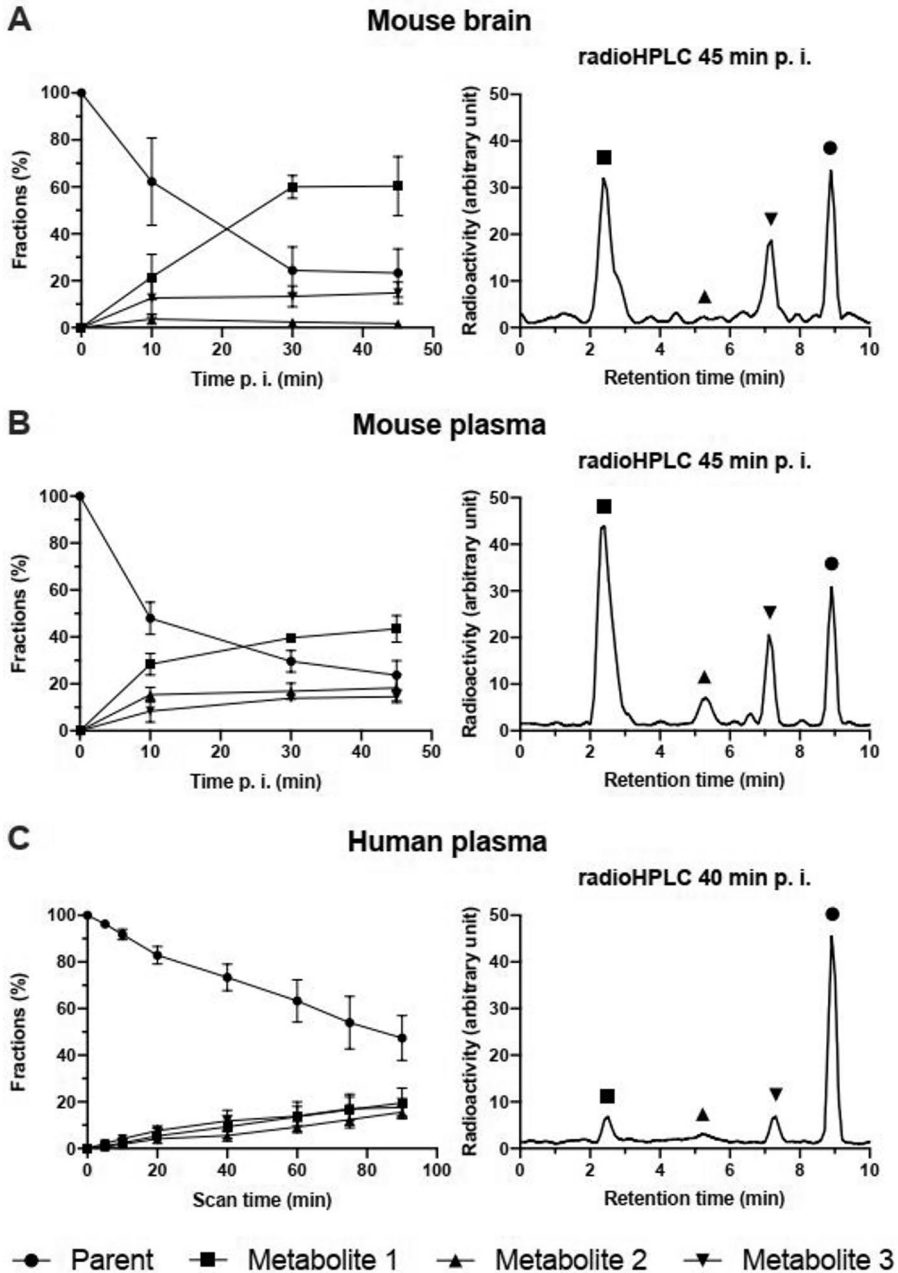 A
Mouse brain
radioHPLC 45 min p. i.
Fractions (%)
100
80
60
40
20
0
0 10 20 30 40 50
Time p. i. (min)
Radioactivity (arbitrary unit)
50
40
30
20
10
0
0 2 4 6 8 10
Retention time (min)
B
Mouse plasma
radioHPLC 45 min p. i.
Fractions (%)
100
80
60
40
20
0
0 10 20 30 40 50
Time p. i. (min)
Radioactivity (arbitrary unit)
50
40
30
20
10
0
0 2 4 6 8 10
Retention time (min)
C
Human plasma
radioHPLC 40 min p. i.
Fractions (%)
100
80
60
40
20
0
0 20 40 60 80 100
Scan time (min)
Radioactivity (arbitrary unit)
50
40
30
20
10
0
0 2 4 6 8 10
Retention time (min)
Parent Metabolite 1 Metabolite 2 Metabolite 3